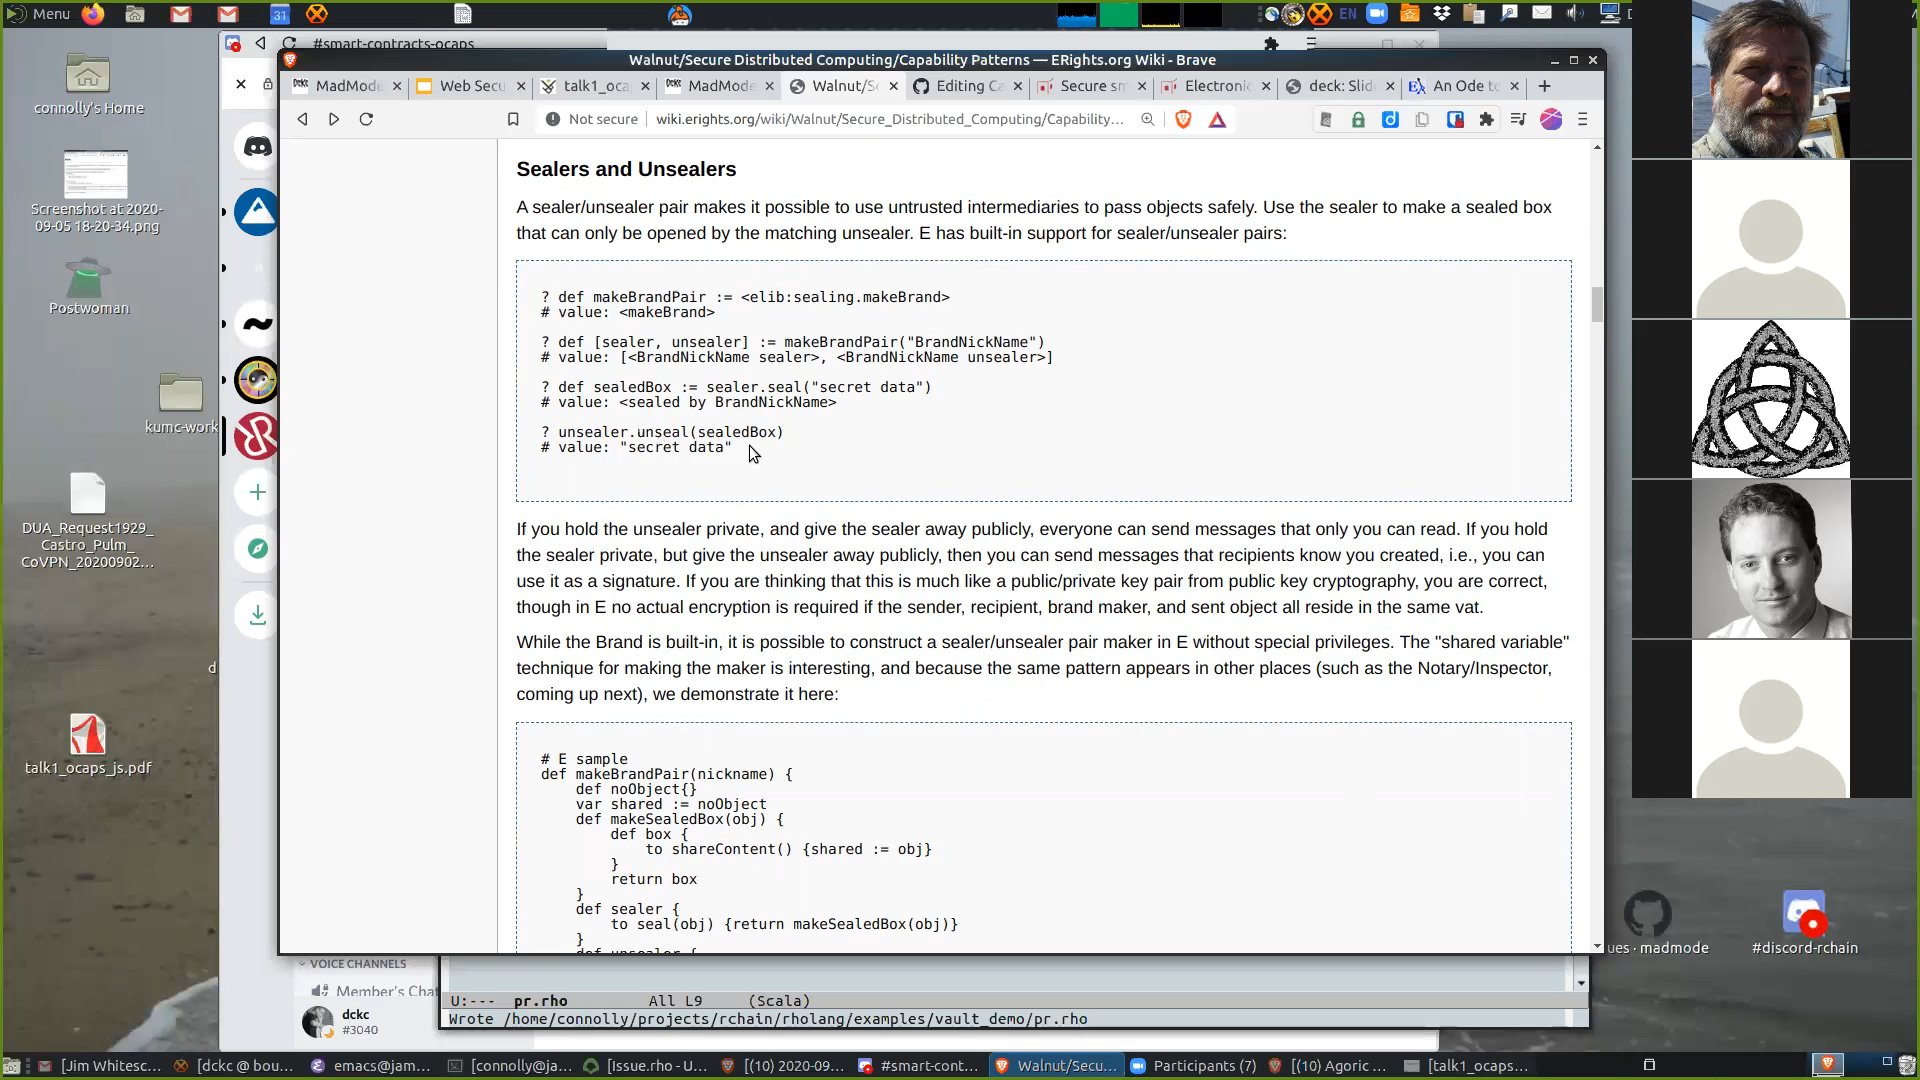 Menu
EN
#smart-contracts-ocaps
Walnut/Secure Distributed Computing/Capability Patterns — ERights.org Wiki - Brave
MadMode
Web Secu
talk1_oca
MadMode
Walnut/S
Editing C
Secure sm
Electronic
deck: Slid
An Ode to
Not secure
wiki.erights.org/wiki/Walnut/Secure_Distributed_Computing/Capability...
connolly's Home
Screenshot at 2020-
09-05 18-20-34.png
Postwoman
kumc-work
DUA_Request1929_
Castro_Pulm_
CoVPN_20200902...
talk1_ocaps_js.pdf
Sealers and Unsealers
A sealer/unsealer pair makes it possible to use untrusted intermediaries to pass objects safely. Use the sealer to make a sealed box
that can only be opened by the matching unsealer. E has built-in support for sealer/unsealer pairs:
? def makeBrandPair := <elib:sealing.makeBrand>
# value: <makeBrand>
? def [sealer, unsealer] := makeBrandPair("BrandNickName")
# value: [<BrandNickName sealer>, <BrandNickName unsealer>]
? def sealedBox := sealer.seal("secret data")
# value: <sealed by BrandNickName>
? unsealer.unseal(sealedBox)
# value: "secret data"
If you hold the unsealer private, and give the sealer away publicly, everyone can send messages that only you can read. If you hold
the sealer private, but give the unsealer away publicly, then you can send messages that recipients know you created, i.e., you can
use it as a signature. If you are thinking that this is much like a public/private key pair from public key cryptography, you are correct,
though in E no actual encryption is required if the sender, recipient, brand maker, and sent object all reside in the same vat.
While the Brand is built-in, it is possible to construct a sealer/unsealer pair maker in E without special privileges. The "shared variable"
technique for making the maker is interesting, and because the same pattern appears in other places (such as the Notary/Inspector,
coming up next), we demonstrate it here:
# E sample
def makeBrandPair(nickname) {
def noObject{}
var shared := noObject
def makeSealedBox(obj) {
def box {
to shareContent() {shared := obj}
}
return box
}
def sealer {
to seal(obj) {return makeSealedBox(obj)}
}
def unsealer {
VOICE CHANNELS
Member's Chat
dckc
#3040
U:--- pr.rho All L9 (Scala)
Wrote /home/connolly/projects/rchain/rholang/examples/vault_demo/pr.rho
ues · madmode
#discord-rchain
[Jim Whitesc...
[dckc @ bou...
emacs@jam...
[connolly@ja...
[Issue.rho - U...
[(10) 2020-09...
#smart-cont...
Walnut/Secu...
Participants (7)
[(10) Agoric ...
[talk1_ocaps...